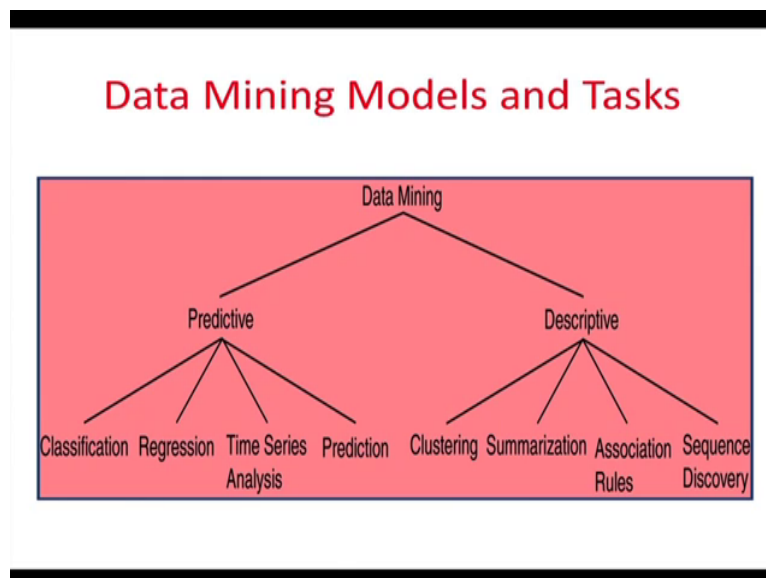 Data Mining Models and Tasks
Data Mining
Predictive
Descriptive
Classification
Regression
Time Series
Analysis
Prediction
Clustering
Summarization
Association
Rules
Sequence
Discovery